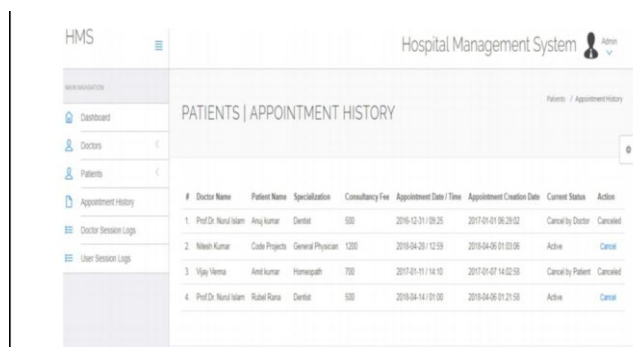 HMS
Hospital Management System
Admin
MAIN NAVIGATION
Dashboard
Doctors
Patients
Appointment History
Doctor Session Logs
User Session Logs
PATIENTS | APPOINTMENT HISTORY
Patients / Appointment History
# Doctor Name Patient Name Specialization Consultancy Fee Appointment Date / Time Appointment Creation Date Current Status Action
1. Prof.Dr. Nurul Islam Anuj kumar Dentist 500 2016-12-31 / 09:25 2017-01-01 06:29:02 Cancel by Doctor Canceled
2. Nitesh Kumar Code Projects General Physician 1200 2018-04-28 / 12:59 2018-04-06 01:03:06 Active Cancel
3. Vijay Verma Amit kumar Homeopath 700 2017-01-11 / 14:10 2017-01-07 14:02:58 Cancel by Patient Canceled
4. Prof.Dr. Nurul Islam Rubel Rana Dentist 500 2018-04-14 / 01:00 2018-04-06 01:21:58 Active Cancel